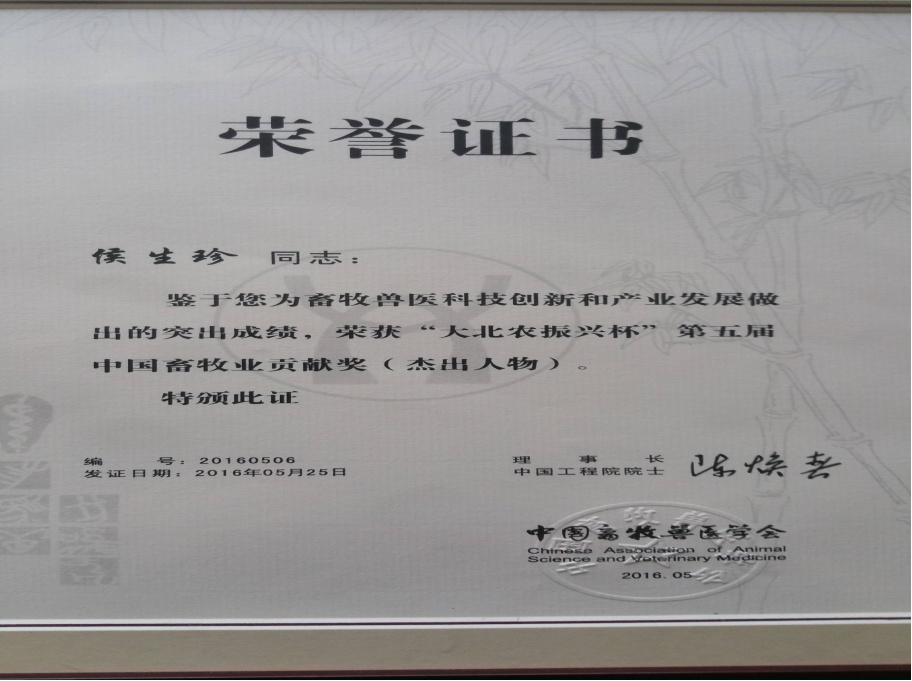 荣誉证书
侯生珍 同志：
鉴于您为畜牧兽医科技创新和产业发展做
出的突出成绩，荣获“大北农振兴杯”第五届
中国畜牧业贡献奖（杰出人物）。
特颁此证
编 号：20160506
发证日期：2016年05月25日
理 事 长
中国工程院院士 陈焕春
中国畜牧兽医学会
Chinese Association of Animal
Science and Veterinary Medicine
2016.05